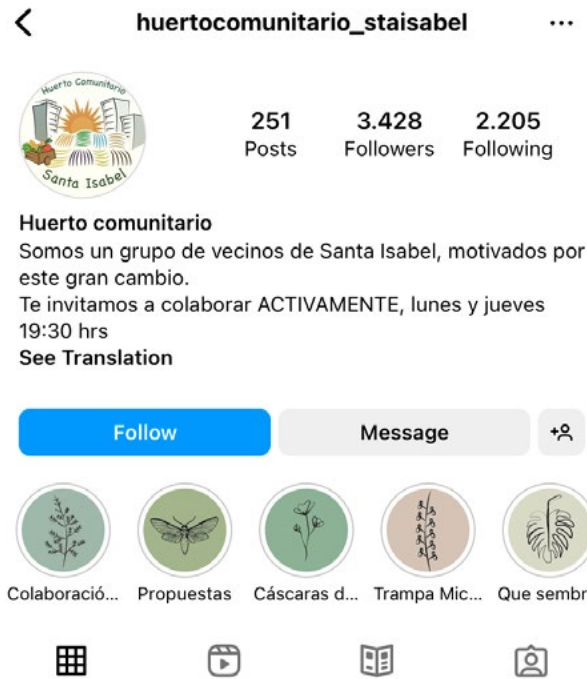 huertocomunitario_staisabel
Huerto Comunitario
Santa Isabel
251
3.428
2.205
Posts
Followers
Following
Huerto comunitario
Somos un grupo de vecinos de Santa Isabel, motivados por
este gran cambio.
Te invitamos a colaborar ACTIVAMENTE, lunes y jueves
19:30 hrs
See Translation
Follow
Message
Colaboració...
Propuestas
Cáscaras d...
Trampa Mic...
Que sembr